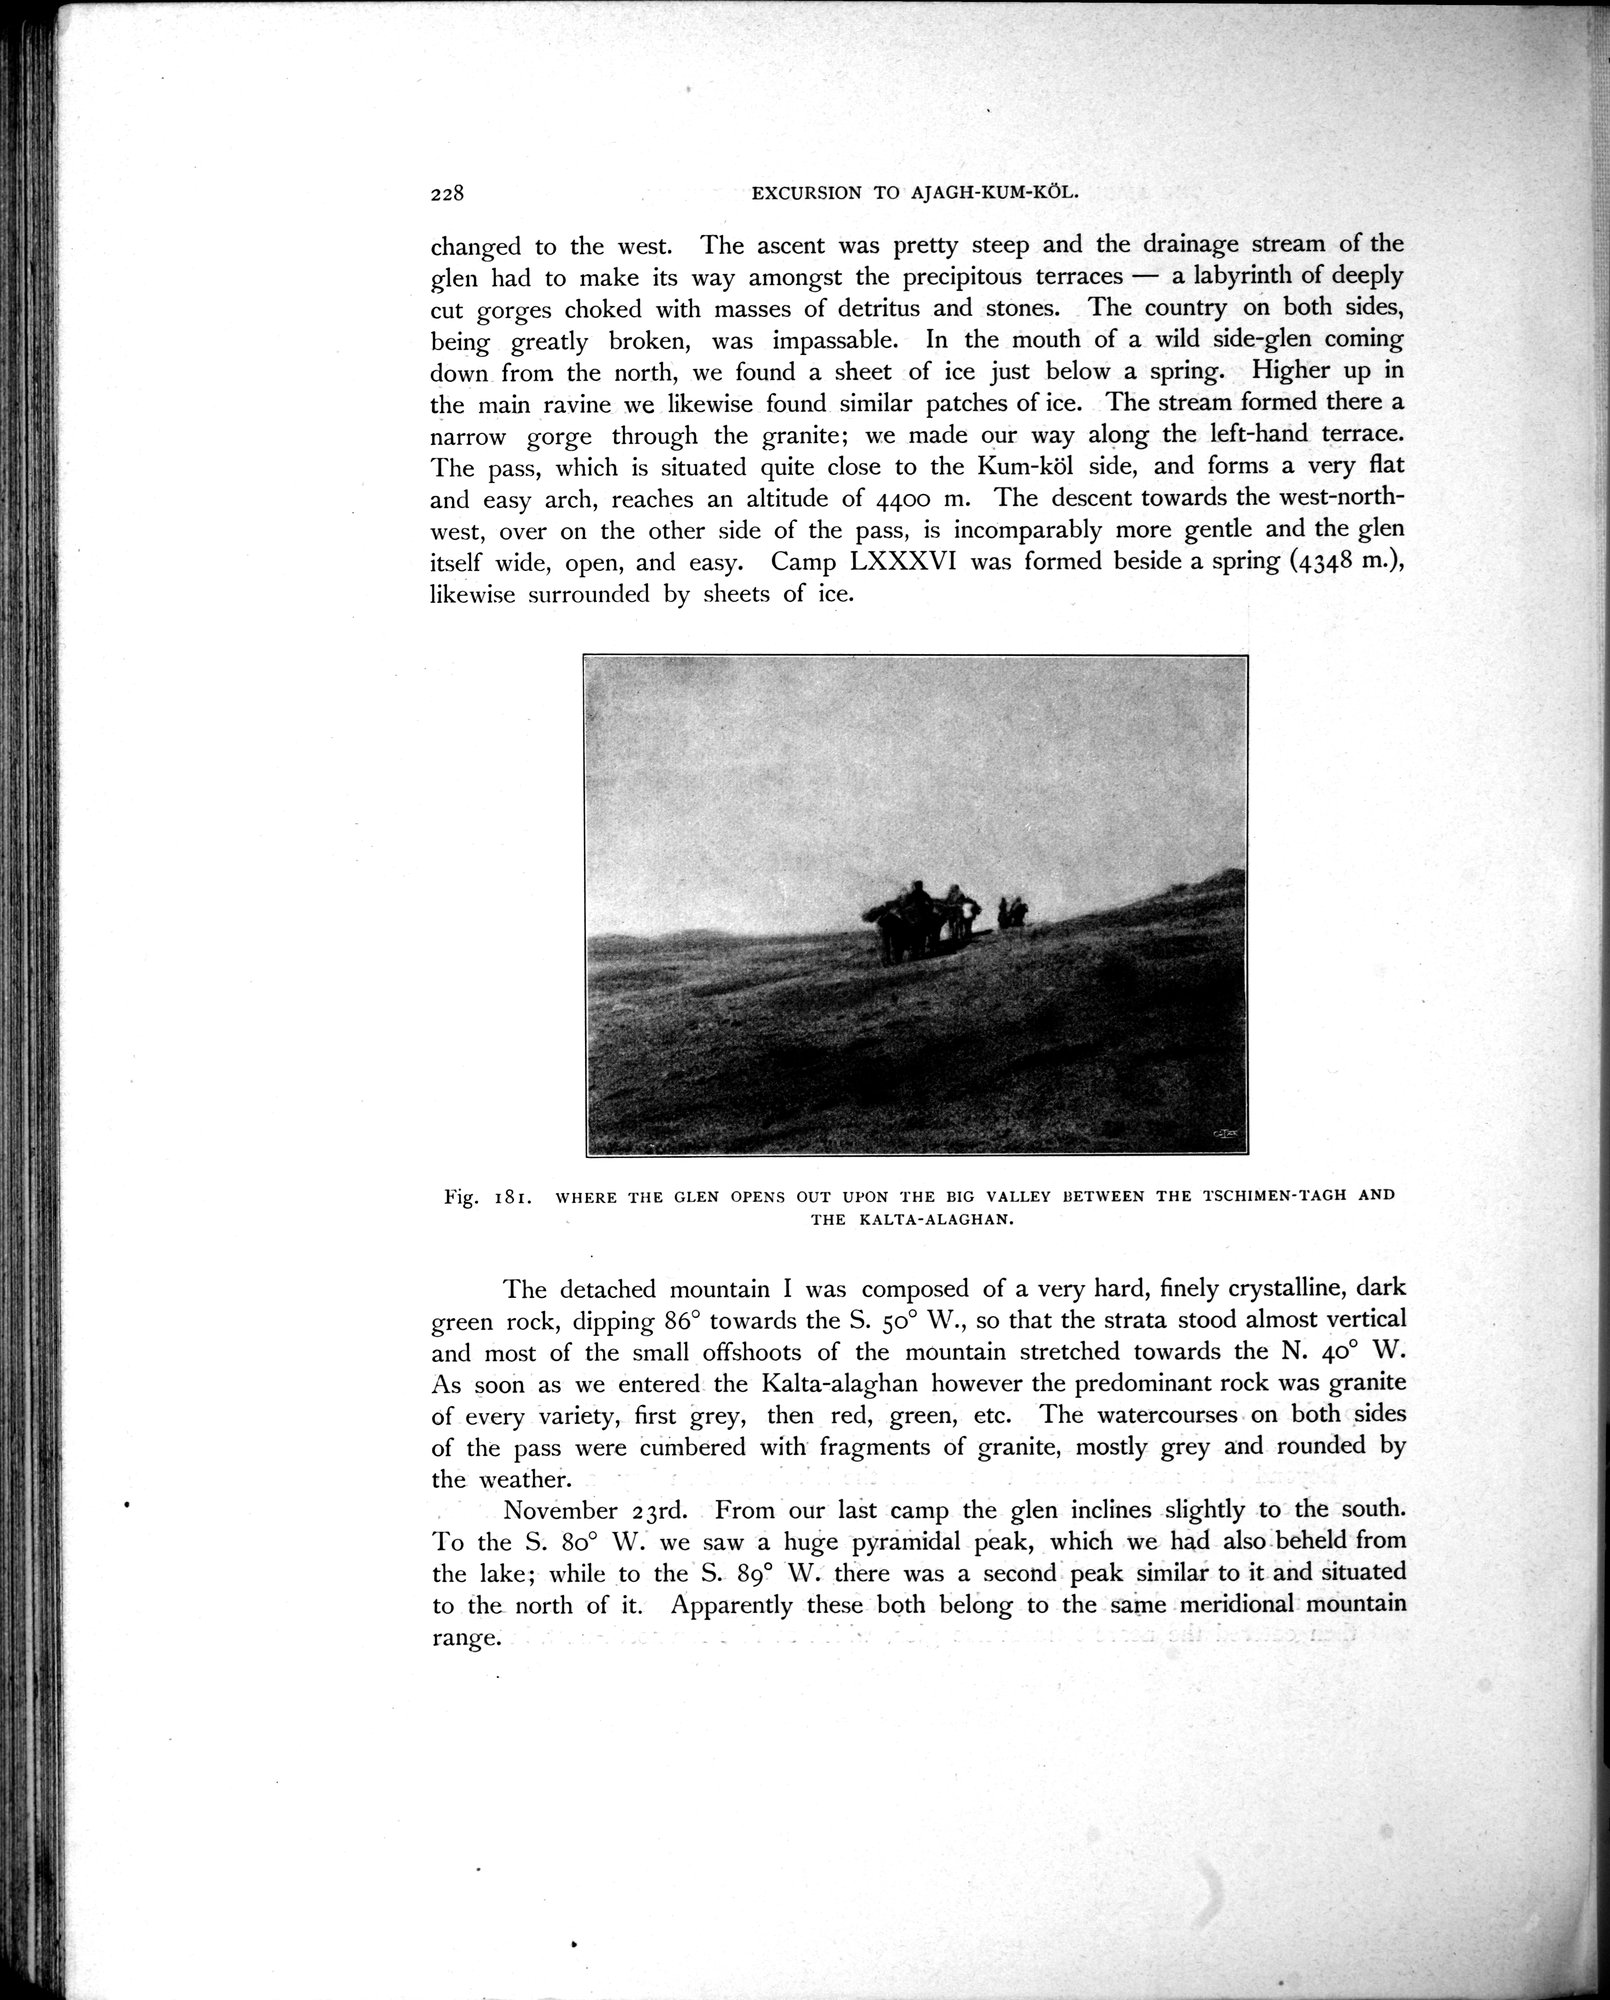 228 EXCURSION TO AJAGH-KUM-KÖL.
changed to the west. The ascent was pretty steep and the drainage stream of the
glen had to make its way amongst the precipitous terraces — a labyrinth of deeply
cut gorges choked with masses of detritus and stones. The country on both sides,
being greatly broken, was impassable. In the mouth of a wild side-glen coming
down from the north, we found a sheet of ice just below a spring. Higher up in
the main ravine we likewise found similar patches of ice. The stream formed there a
narrow gorge through the granite; we made our way along the left-hand terrace.
The pass, which is situated quite close to the Kum-köl side, and forms a very flat
and easy arch, reaches an altitude of 4400 m. The descent towards the west-north-
west, over on the other side of the pass, is incomparably more gentle and the glen
itself wide, open, and easy. Camp LXXXVI was formed beside a spring (4348 m.),
likewise surrounded by sheets of ice.
Fig. 181. WHERE THE GLEN OPENS OUT UPON THE BIG VALLEY BETWEEN THE TSCHIMEN-TAGH AND
THE KALTA-ALAGHAN.
The detached mountain I was composed of a very hard, finely crystalline, dark
green rock, dipping 86° towards the S. 50° W., so that the strata stood almost vertical
and most of the small offshoots of the mountain stretched towards the N. 40° W.
As soon as we entered the Kalta-alaghan however the predominant rock was granite
of every variety, first grey, then red, green, etc. The watercourses on both sides
of the pass were cumbered with fragments of granite, mostly grey and rounded by
the weather.
November 23rd. From our last camp the glen inclines slightly to the south.
To the S. 80° W. we saw a huge pyramidal peak, which we had also beheld from
the lake; while to the S. 89° W. there was a second peak similar to it and situated
to the north of it. Apparently these both belong to the same meridional mountain
range.